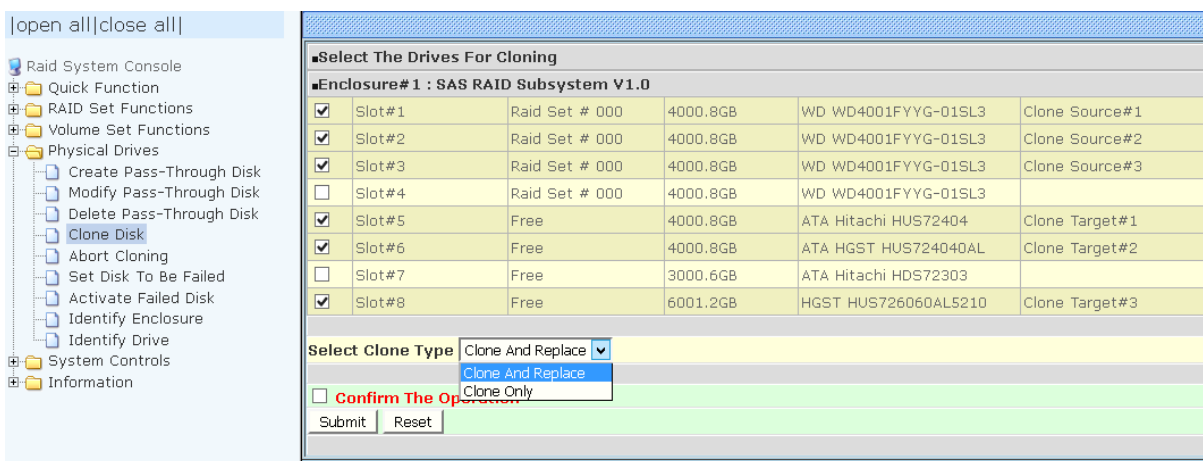 |open all|close all|
Raid System Console
Quick Function
RAID Set Functions
Volume Set Functions
Physical Drives
Create Pass-Through Disk
Modify Pass-Through Disk
Delete Pass-Through Disk
Clone Disk
Abort Cloning
Set Disk To Be Failed
Activate Failed Disk
Identify Enclosure
Identify Drive
System Controls
Information
▪Select The Drives For Cloning
▪Enclosure#1 : SAS RAID Subsystem V1.0
Slot#1 Raid Set # 000 4000.8GB WD WD4001FYYG-01SL3 Clone Source#1
Slot#2 Raid Set # 000 4000.8GB WD WD4001FYYG-01SL3 Clone Source#2
Slot#3 Raid Set # 000 4000.8GB WD WD4001FYYG-01SL3 Clone Source#3
Slot#4 Raid Set # 000 4000.8GB WD WD4001FYYG-01SL3
Slot#5 Free 4000.8GB ATA Hitachi HUS72404 Clone Target#1
Slot#6 Free 4000.8GB ATA HGST HUS724040AL Clone Target#2
Slot#7 Free 3000.6GB ATA Hitachi HDS72303
Slot#8 Free 6001.2GB HGST HUS726060AL5210 Clone Target#3
Select Clone Type Clone And Replace
Clone And Replace
Clone Only
Confirm The Operation
Submit Reset